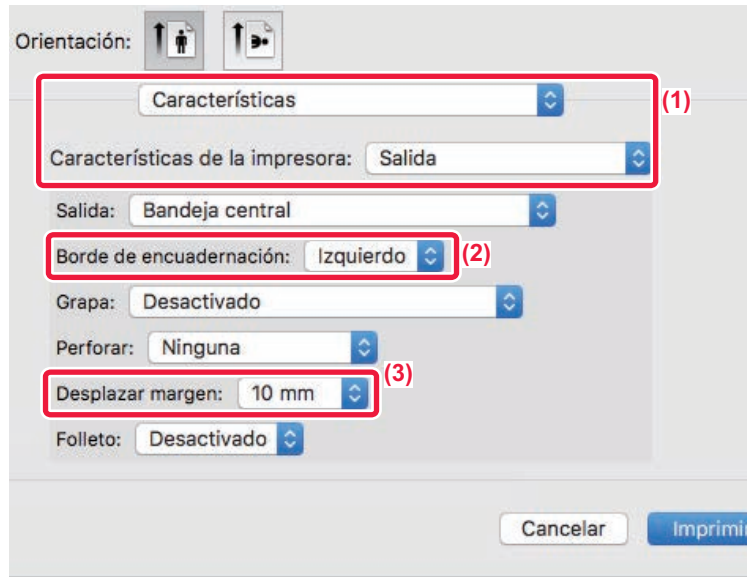 Orientación:
Características
(1)
Características de la impresora: Salida
Salida: Bandeja central
Borde de encuadernación: Izquierdo
(2)
Grapa: Desactivado
Perforar: Ninguna
(3)
Desplazar margen: 10 mm
Folleto: Desactivado
Cancelar
Imprimi